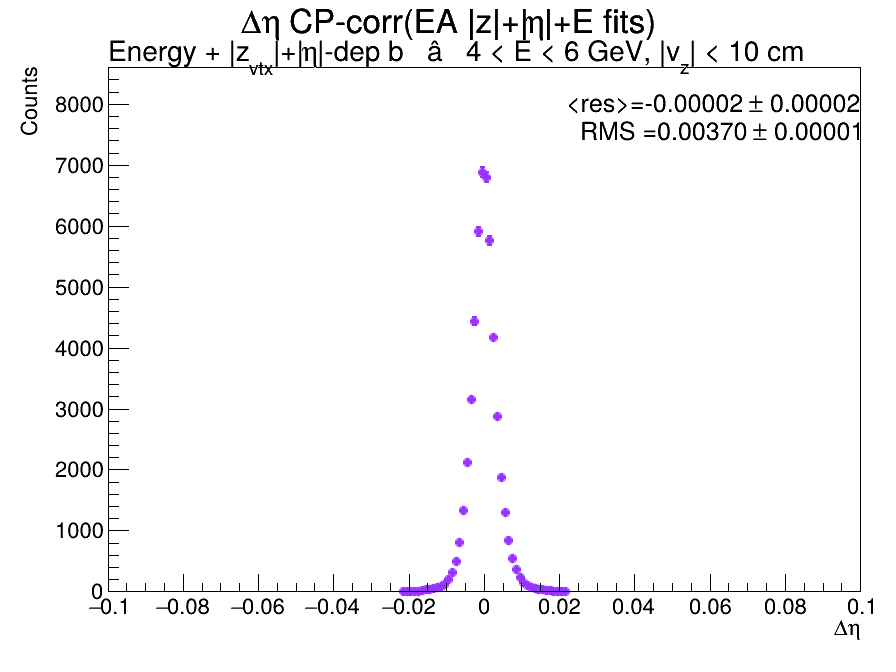 Δη CP-corr(EA |z|+|η|+E fits)
Energy + |z_vtx|+|η|-dep b â 4 < E < 6 GeV, |v_z| < 10 cm
Counts
<res>=-0.00002 ± 0.00002
RMS =0.00370 ± 0.00001
8000
7000
6000
5000
4000
3000
2000
1000
0
−0.1 −0.08 −0.06 −0.04 −0.02 0 0.02 0.04 0.06 0.08 0.1
Δη